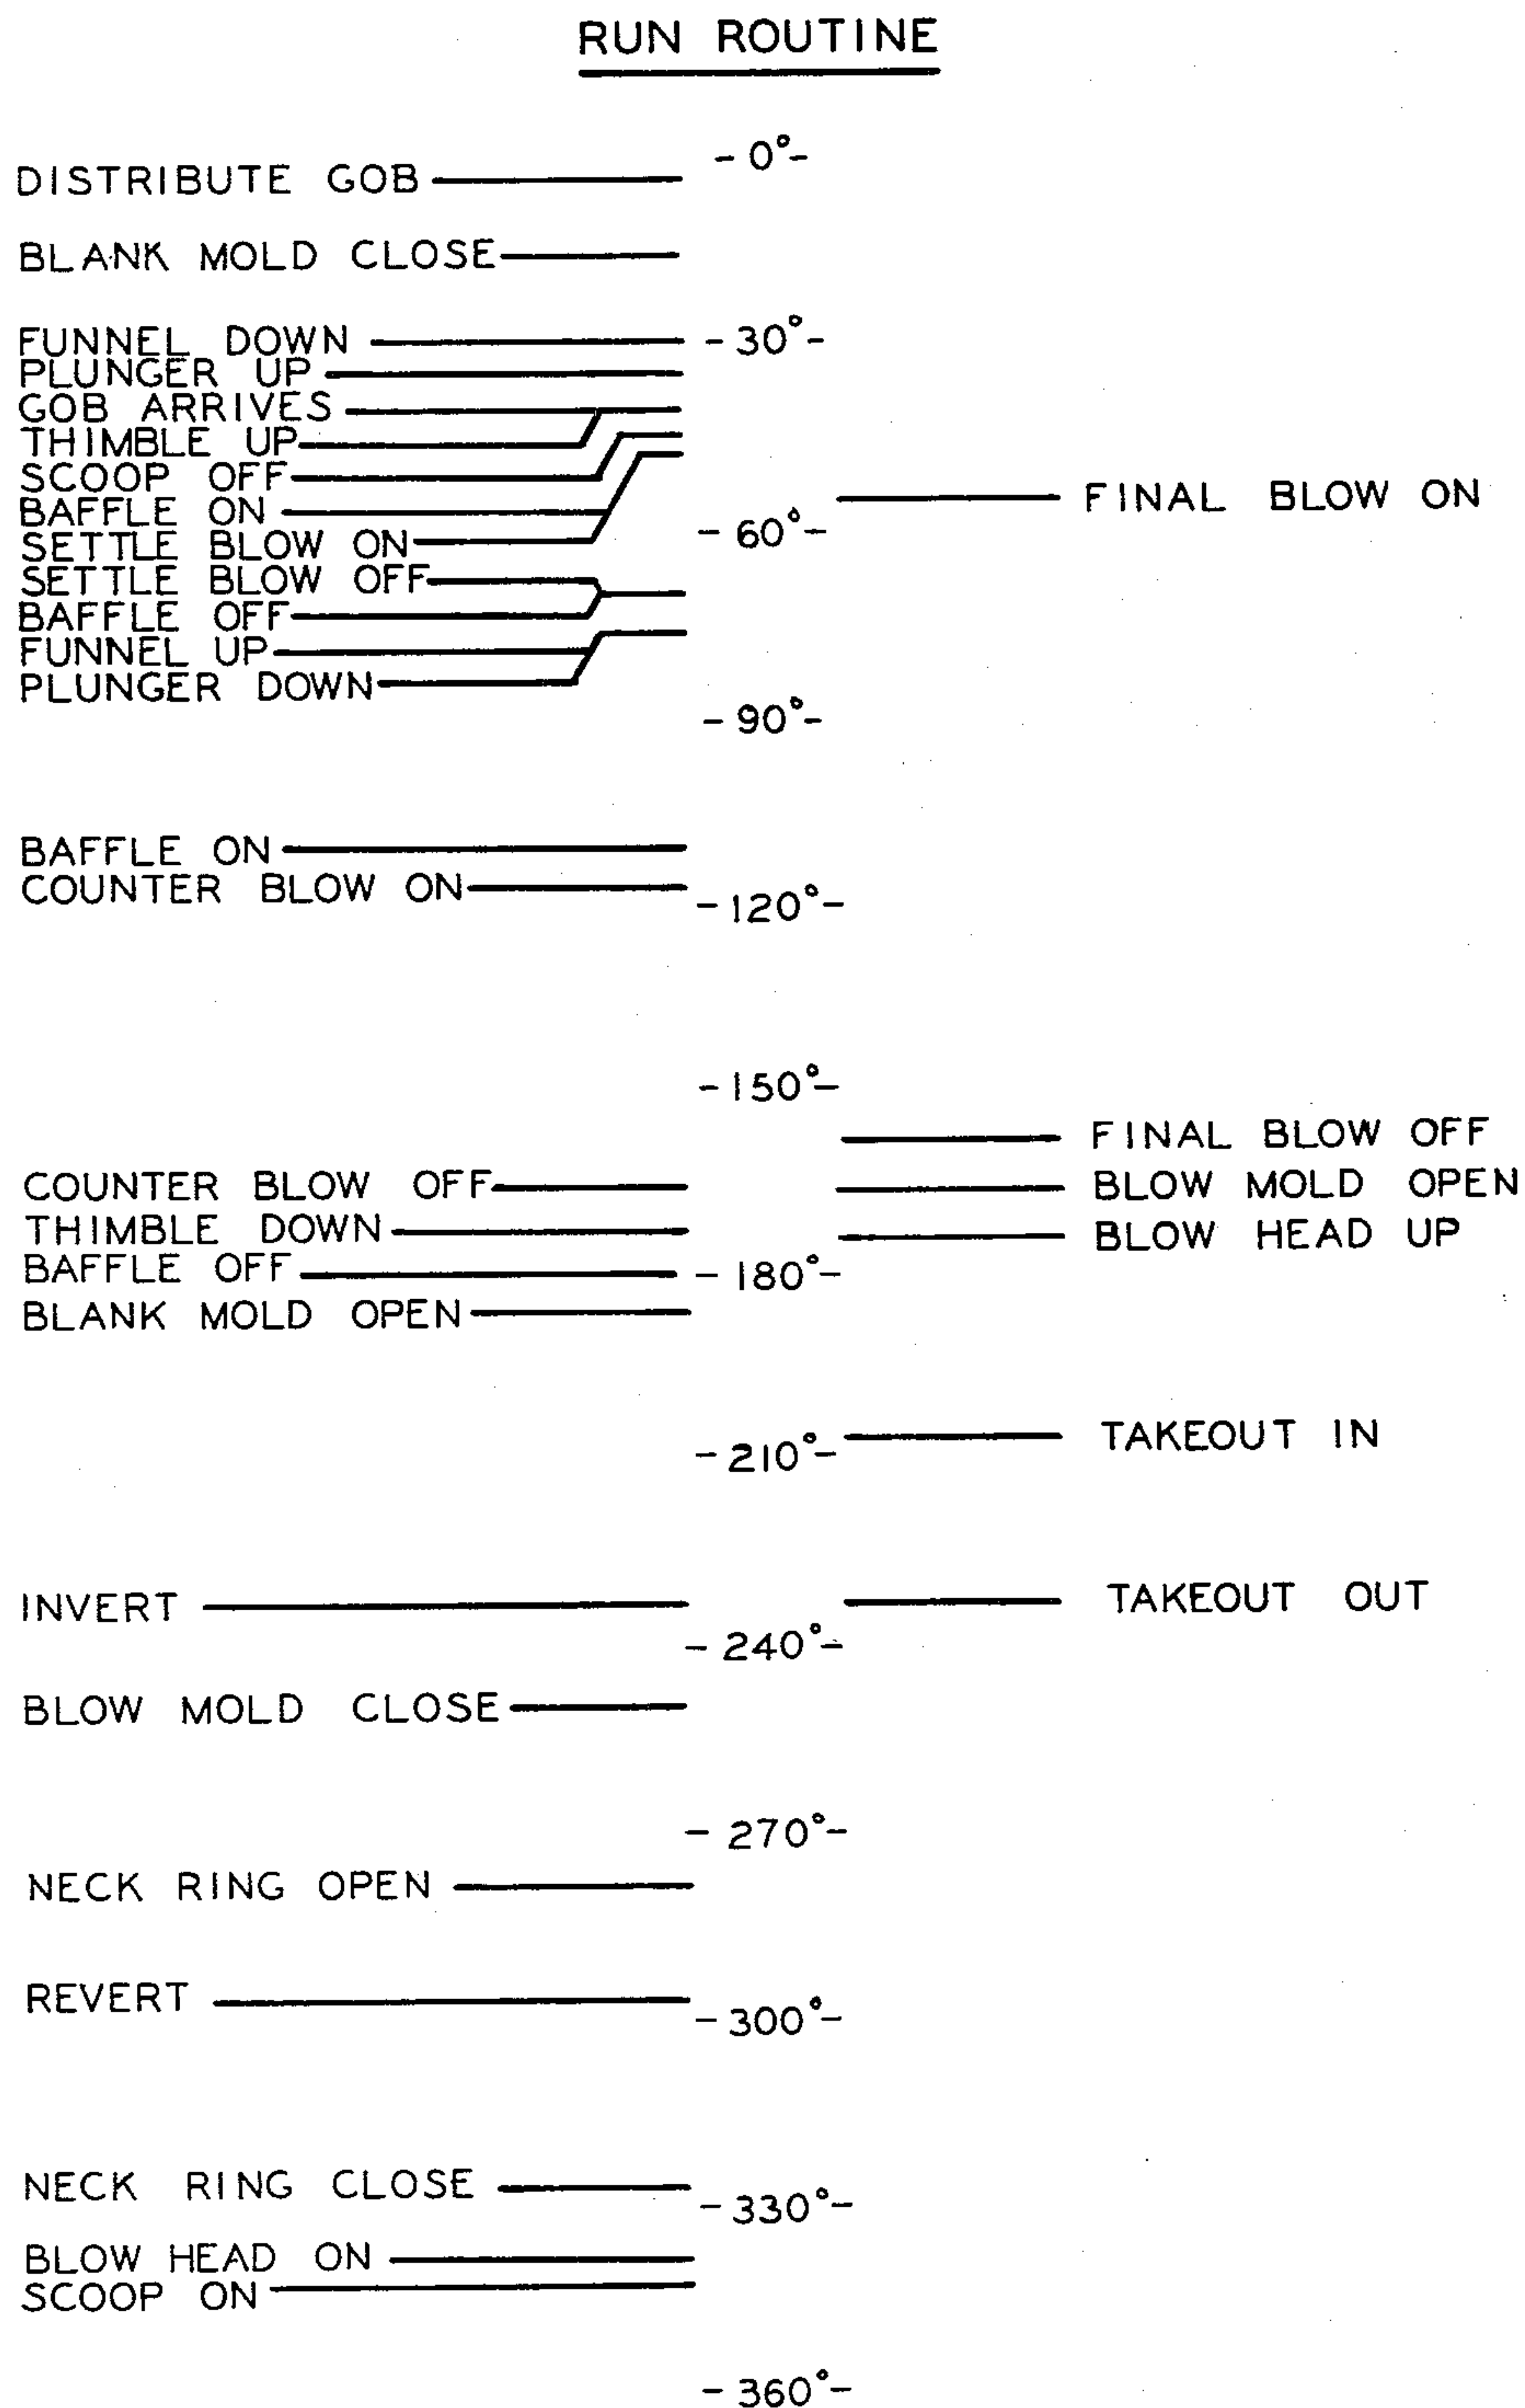 RUN ROUTINE
- 0° -
DISTRIBUTE GOB
BLANK MOLD CLOSE
FUNNEL DOWN - 30° -
PLUNGER UP
GOB ARRIVES
THIMBLE UP
SCOOP OFF
FINAL BLOW ON
BAFFLE ON
- 60° -
SETTLE BLOW ON
SETTLE BLOW OFF
BAFFLE OFF
FUNNEL UP
PLUNGER DOWN
- 90° -
BAFFLE ON
COUNTER BLOW ON
- 120° -
- 150° -
FINAL BLOW OFF
COUNTER BLOW OFF BLOW MOLD OPEN
THIMBLE DOWN BLOW HEAD UP
BAFFLE OFF - 180° -
BLANK MOLD OPEN
TAKEOUT IN
- 210° -
INVERT TAKEOUT OUT
- 240° -
BLOW MOLD CLOSE
- 270° -
NECK RING OPEN
REVERT
- 300° -
NECK RING CLOSE
- 330° -
BLOW HEAD ON
SCOOP ON
- 360° -